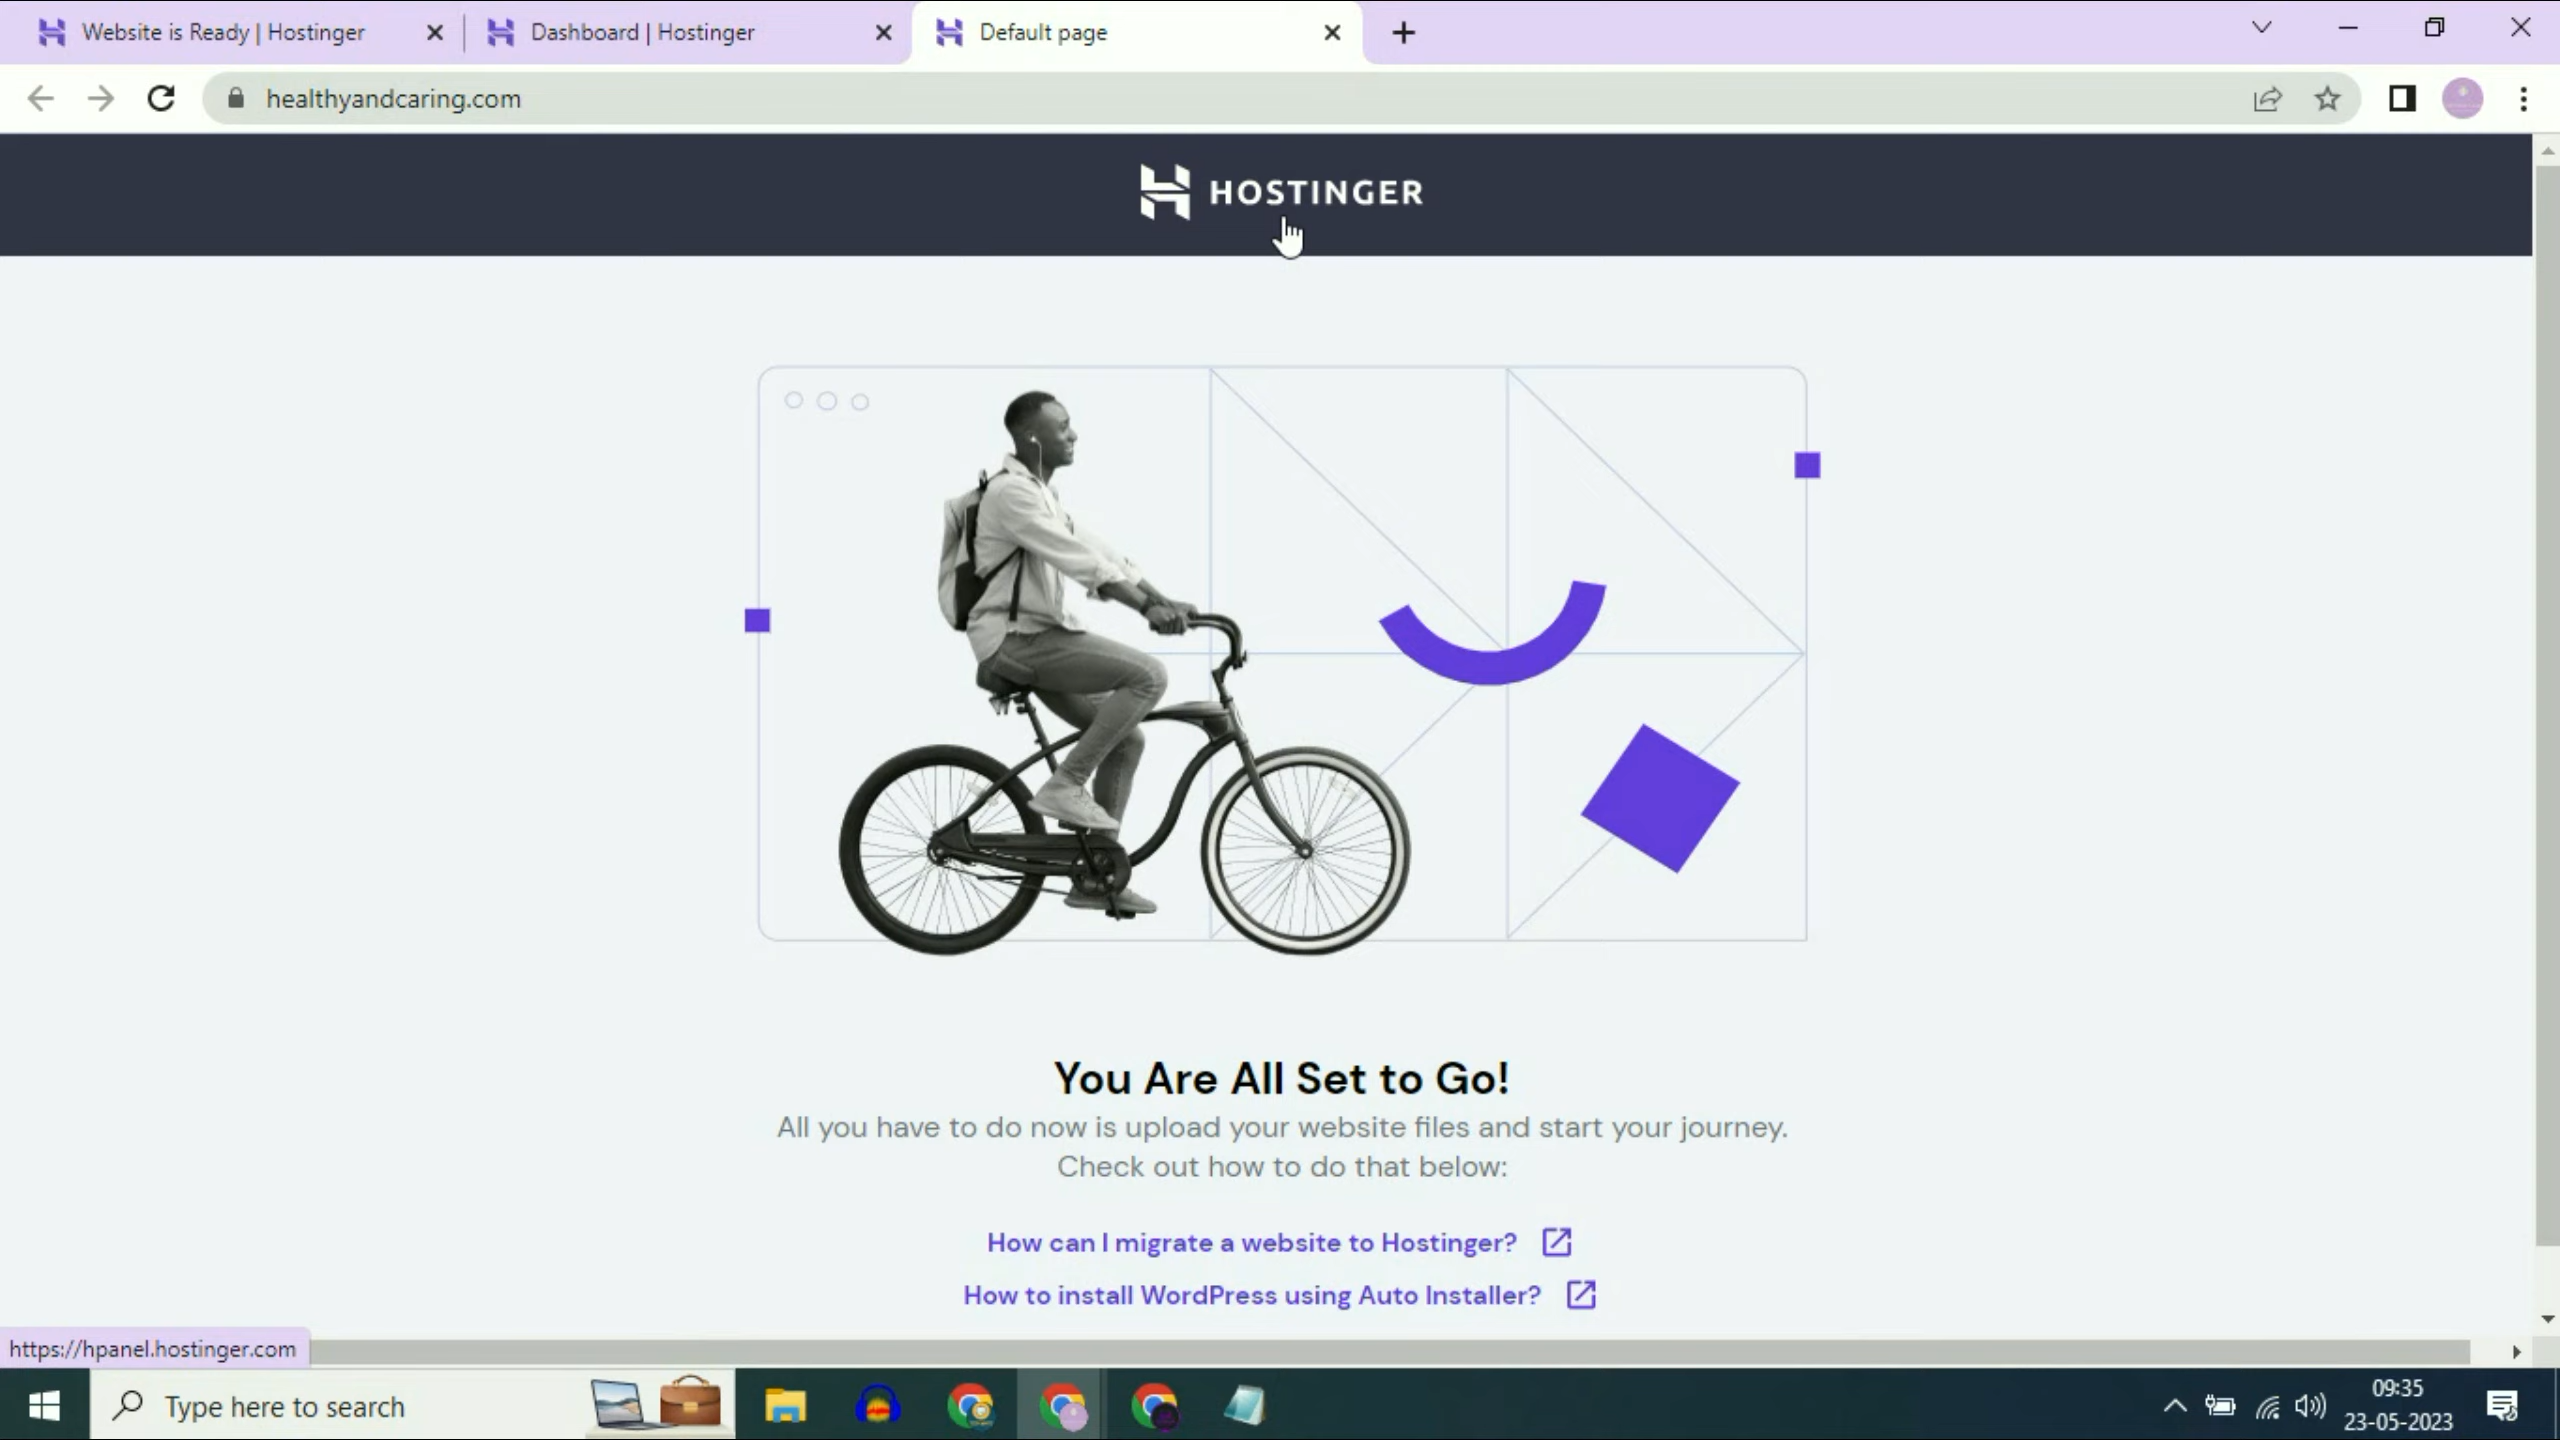 Website is Ready | Hostinger
Dashboard | Hostinger
Default page
healthyandcaring.com
HOSTINGER
You Are All Set to Go!
All you have to do now is upload your website files and start your journey.
Check out how to do that below:
How can I migrate a website to Hostinger?
How to install WordPress using Auto Installer?
https://hpanel.hostinger.com
Type here to search
09:35
23-05-2023